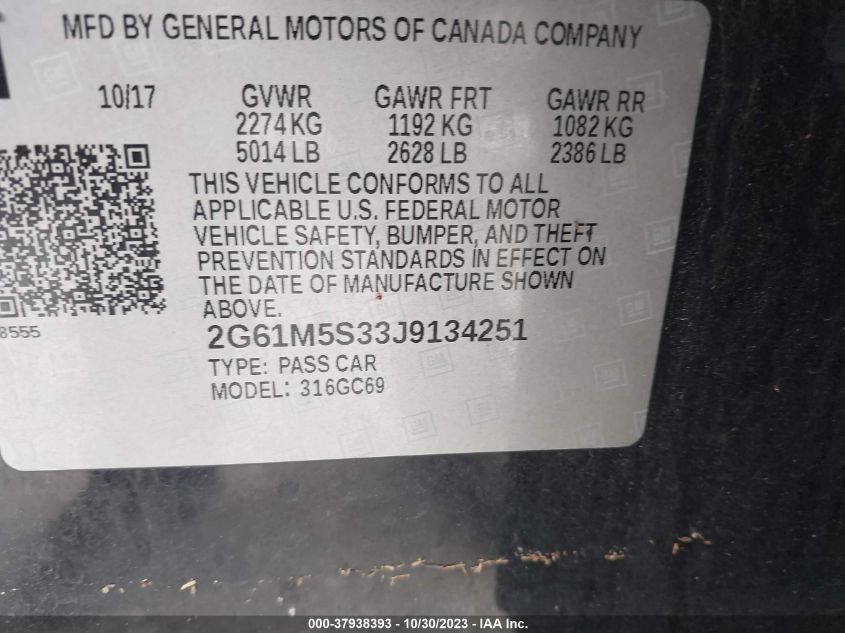 MFD BY GENERAL MOTORS OF CANADA COMPANY
10/17 GVWR GAWR FRT GAWR RR
2274 KG 1192 KG 1082 KG
5014 LB 2628 LB 2386 LB
THIS VEHICLE CONFORMS TO ALL
APPLICABLE U.S. FEDERAL MOTOR
VEHICLE SAFETY, BUMPER, AND THEFT
PREVENTION STANDARDS IN EFFECT ON
THE DATE OF MANUFACTURE SHOWN
ABOVE.
8555
2G61M5S33J9134251
TYPE: PASS CAR
MODEL: 316GC69
000-37938393 - 10/30/2023 - IAA Inc.